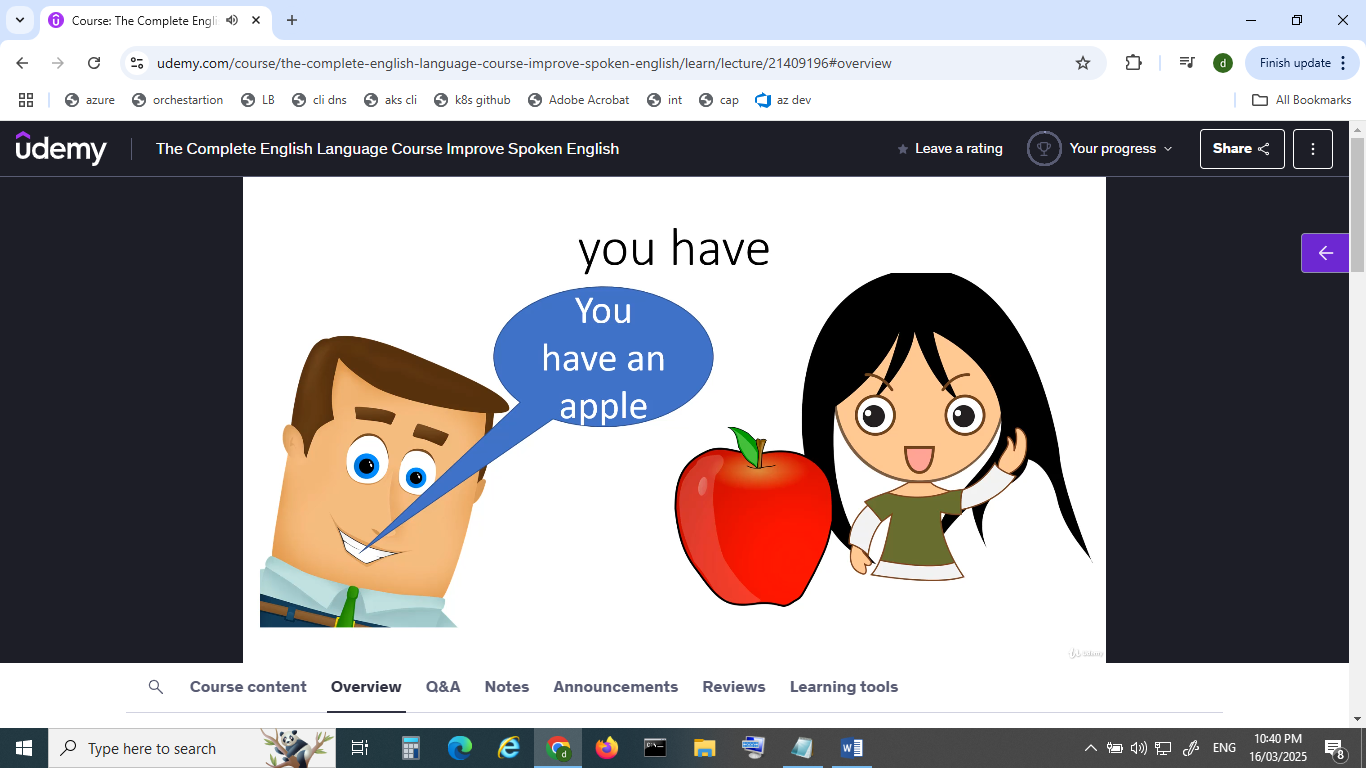 Course: The Complete Engli
udemy.com/course/the-complete-english-language-course-improve-spoken-english/learn/lecture/21409196#overview
d
Finish update
azure
orchestartion
LB
cli dns
aks cli
k8s github
Adobe Acrobat
int
cap
az dev
All Bookmarks
udemy
The Complete English Language Course Improve Spoken English
Leave a rating
Your progress
Share
you have
You
have an
apple
Udemy
Course content
Overview
Q&A
Notes
Announcements
Reviews
Learning tools
Type here to search
ENG
10:40 PM
16/03/2025
8